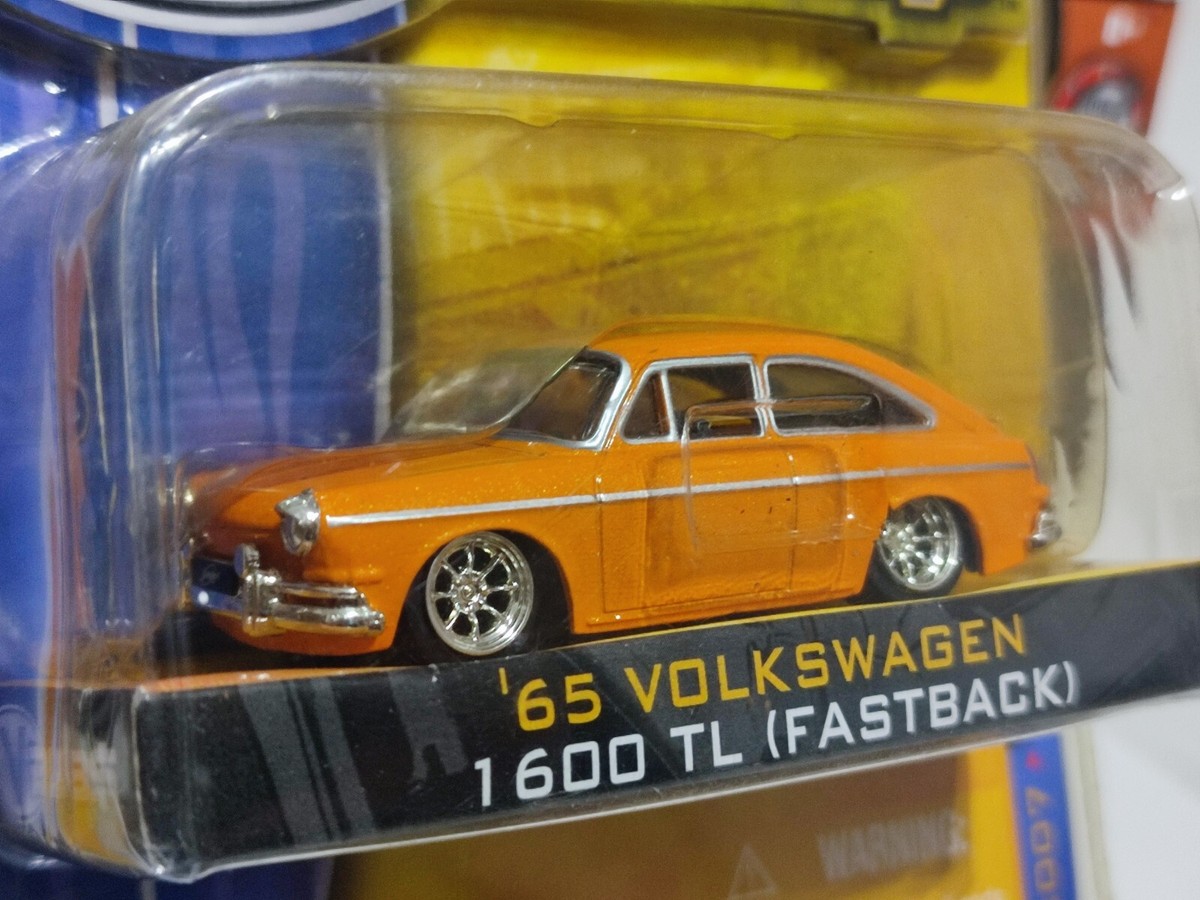 '65 VOLKSWAGEN
1600 TL (FASTBACK)
WARNING: